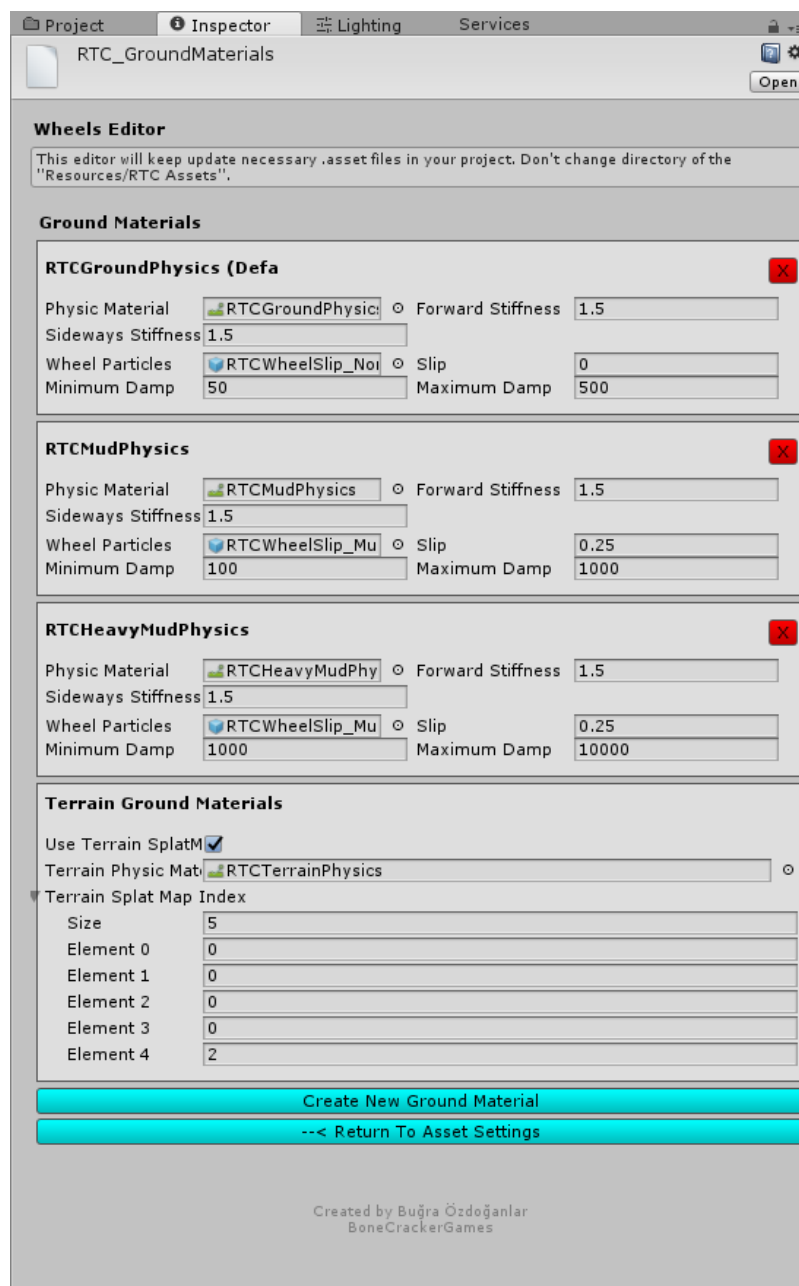 Project Inspector Lighting Services
RTC_GroundMaterials
Open
Wheels Editor
This editor will keep update necessary .asset files in your project. Don't change directory of the
"Resources/RTC Assets".
Ground Materials
RTCGroundPhysics (Defa
X
Physic Material RTCGroundPhysic Forward Stiffness 1.5
Sideways Stiffness 1.5
Wheel Particles RTCWheelSlip_Nor Slip 0
Minimum Damp 50 Maximum Damp 500
RTCMudPhysics
X
Physic Material RTCMudPhysics Forward Stiffness 1.5
Sideways Stiffness 1.5
Wheel Particles RTCWheelSlip_Mu Slip 0.25
Minimum Damp 100 Maximum Damp 1000
RTCHeavyMudPhysics
X
Physic Material RTCHeavyMudPhy Forward Stiffness 1.5
Sideways Stiffness 1.5
Wheel Particles RTCWheelSlip_Mu Slip 0.25
Minimum Damp 1000 Maximum Damp 10000
Terrain Ground Materials
Use Terrain SplatM
Terrain Physic Mat RTCTerrainPhysics
Terrain Splat Map Index
Size 5
Element 0 0
Element 1 0
Element 2 0
Element 3 0
Element 4 2
Create New Ground Material
--< Return To Asset Settings
Created by Buğra Özdoğanlar
BoneCrackerGames